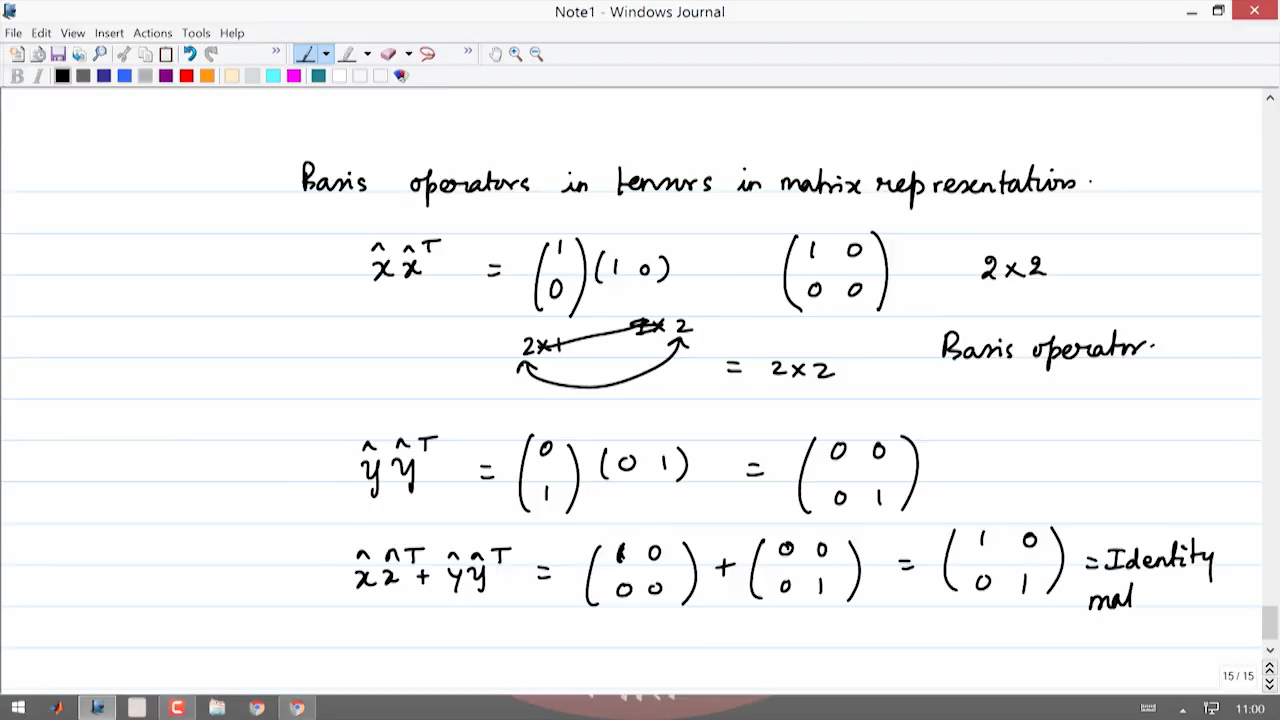 Note1 - Windows Journal
File Edit View Insert Actions Tools Help
Basis operators in tensors in matrix representation.
x̂ x̂ᵀ = (1 0) (1 0) (1 0 0 0) 2×2
2×1 1×2 = 2×2 Basis operator.
ŷ ŷᵀ = (0 1) (0 1) = (0 0 0 1)
x̂ x̂ᵀ + ŷ ŷᵀ = (1 0 0 0) + (0 0 0 1) = (1 0 0 1) = Identity
mat
15 / 15
11:00